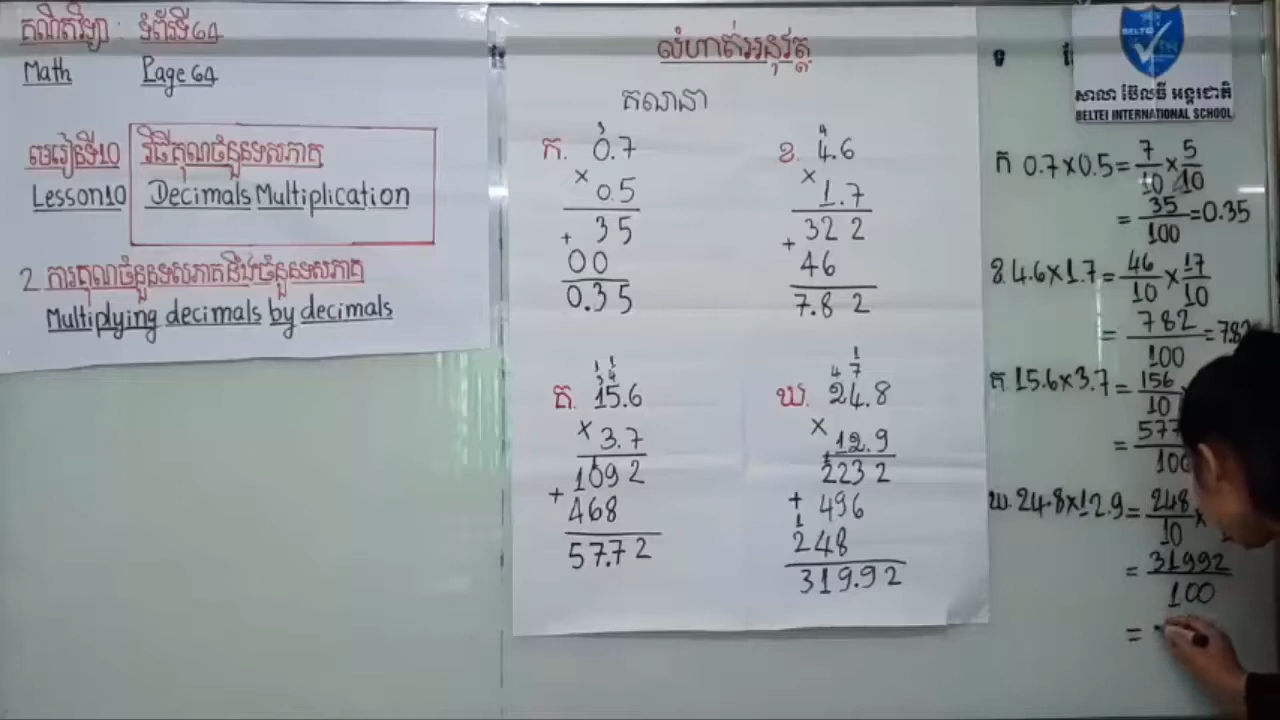 គណិតវិទ្យា : ទំព័រទី64
Math Page 64
មេរៀនទី10 វិធីគុណចំនួនទសភាគ
Lesson10 Decimals Multiplication
2 ការគុណចំនួនទសភាគនឹងចំនួនទសភាគ
Multiplying decimals by decimals
លំហាត់អនុវត្ត
គណនា
ក. 0.7
×
0.5
+ 35
00
0.35
ខ. 4.6
×
1.7
+ 322
46
7.82
គ. 15.6
×
3.7
1092
+ 468
57.72
ឃ. 24.8
×
12.9
2232
+ 496
248
319.92
BELTEI
សាលា ប៊ែលធី អន្តរជាតិ
BELTEI INTERNATIONAL SCHOOL
ក 0.7×0.5 = 7/10 × 5/10
= 35/100 = 0.35
ខ. 4.6×1.7 = 46/10 × 17/10
= 782/100 = 7.82
គ. 15.6×3.7 = 156/10
= 577 100
ឃ. 24.8×12.9 = 248/10 ×
= 31992/100
=